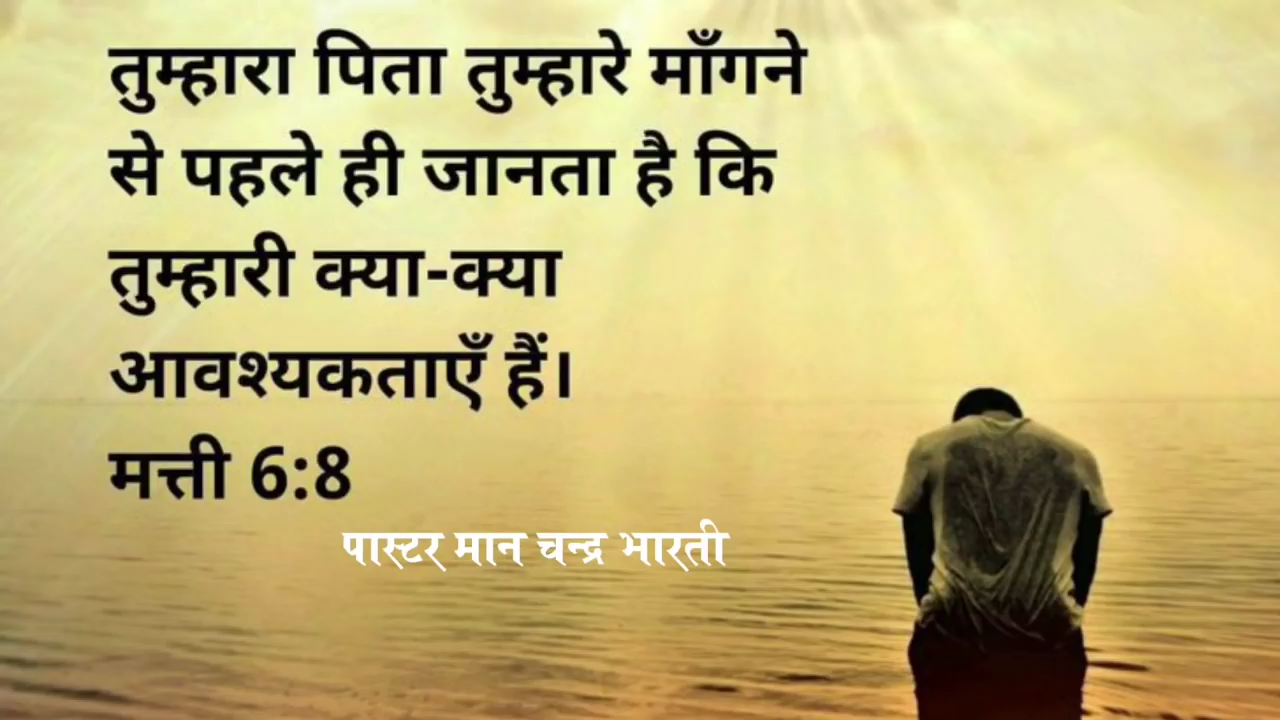 तुम्हारा पिता तुम्हारे माँगने
से पहले ही जानता है कि
तुम्हारी क्या-क्या
आवश्यकताएँ हैं।
मत्ती 6:8
पास्टर मान चन्द्र भारती